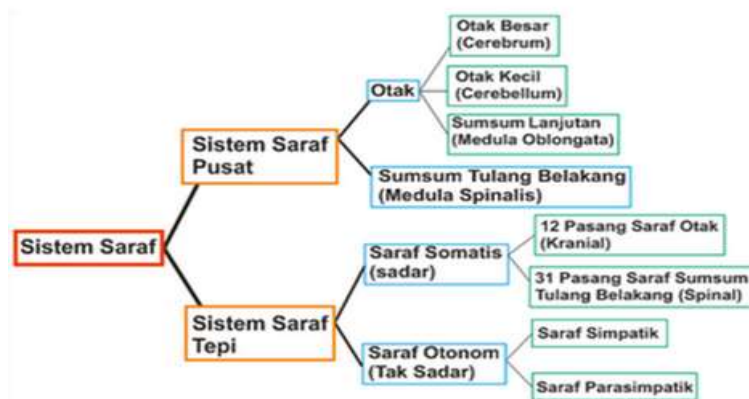 Otak Besar
(Cerebrum)
Otak
Otak Kecil
(Cerebellum)
Sumsum Lanjutan
(Medula Oblongata)
Sistem Saraf
Pusat
Sumsum Tulang Belakang
(Medula Spinalis)
Sistem Saraf
12 Pasang Saraf Otak
(Kranial)
Saraf Somatis
(sadar)
31 Pasang Saraf Sumsum
Tulang Belakang (Spinal)
Sistem Saraf
Tepi
Saraf Simpatik
Saraf Otonom
(Tak Sadar)
Saraf Parasimpatik